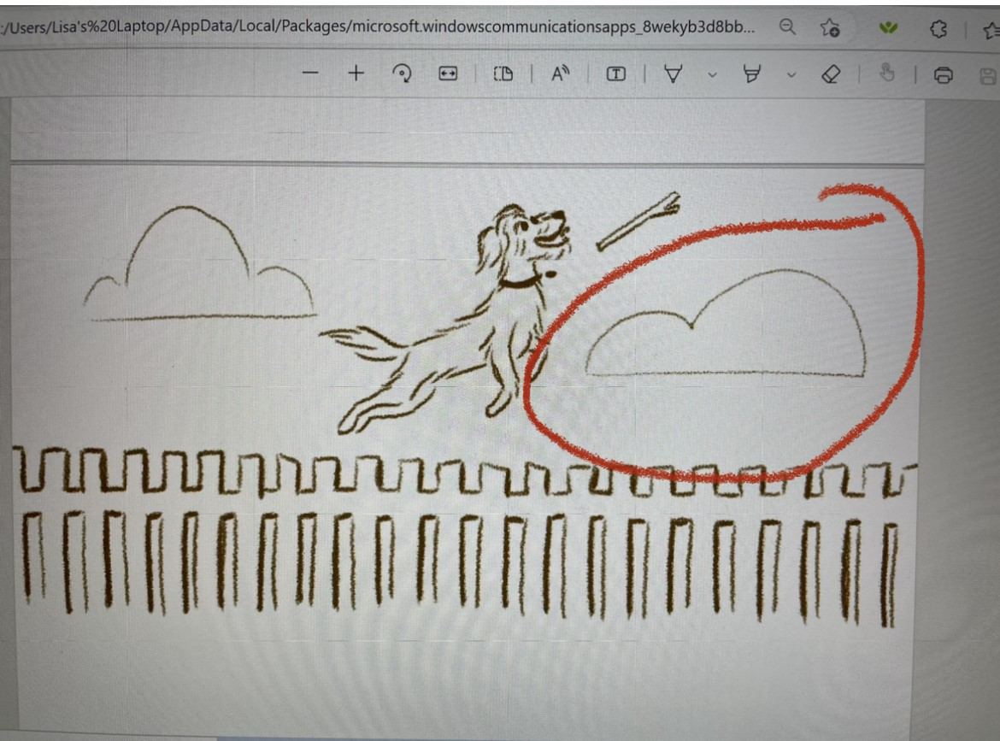 :/Users/Lisa's%20Laptop/AppData/Local/Packages/microsoft.windowscommunicationsapps_8wekyb3d8bb...
A
T